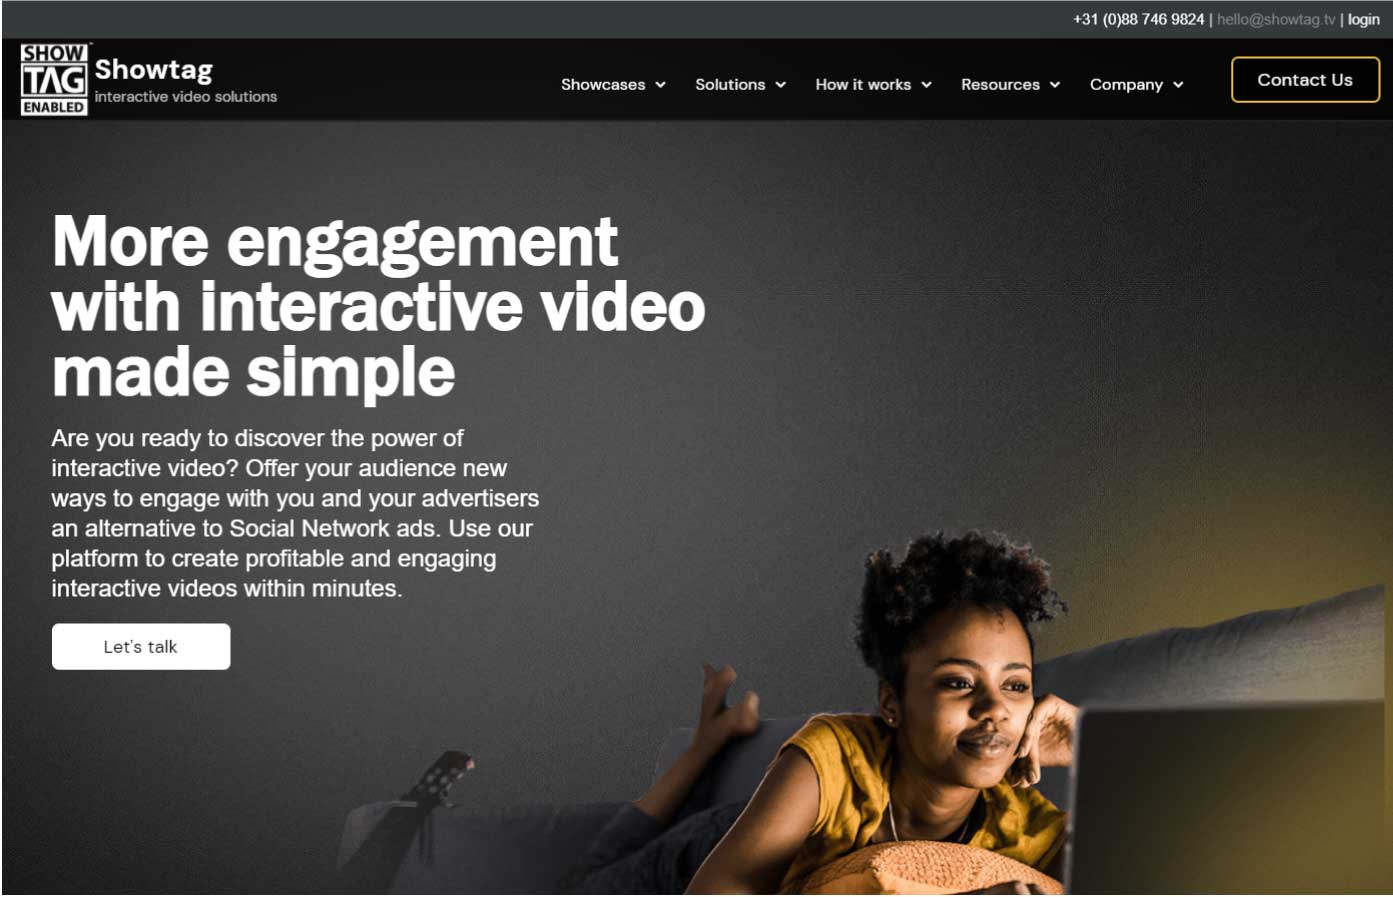 +31 (0)88 746 9824 | hello@showtag.tv | login
SHOW
TAG
ENABLED
Showtag
interactive video solutions
Showcases
Solutions
How it works
Resources
Company
Contact Us
More engagement
with interactive video
made simple
Are you ready to discover the power of
interactive video? Offer your audience new
ways to engage with you and your advertisers
an alternative to Social Network ads. Use our
platform to create profitable and engaging
interactive videos within minutes.
Let's talk